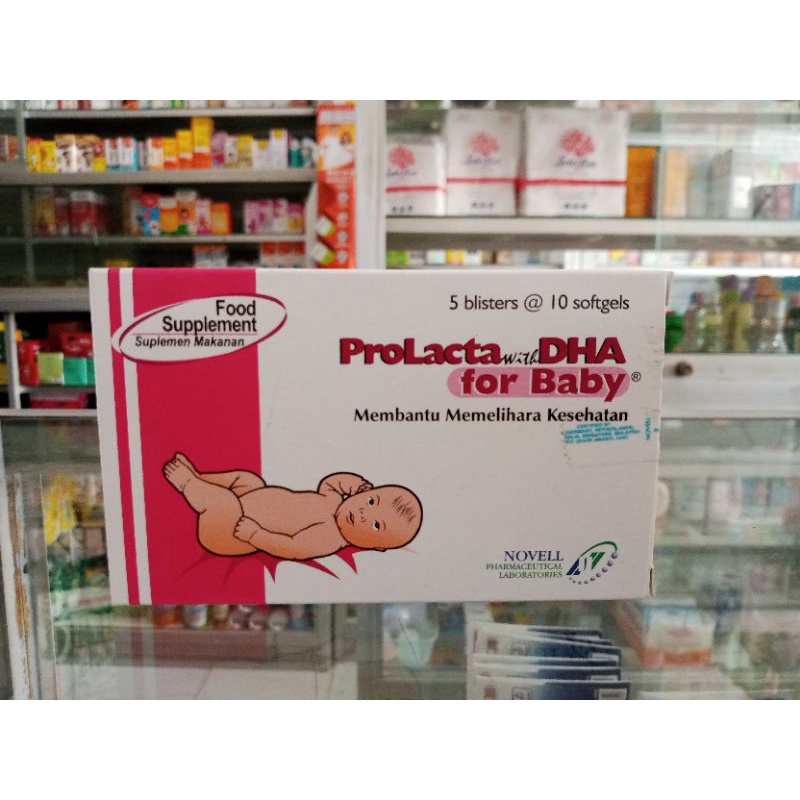 Food
Supplement
Suplemen Makanan
5 blisters @ 10 softgels
ProLacta with DHA
for Baby®
Membantu Memelihara Kesehatan
NOVELL
PHARMACEUTICAL
LABORATORIES